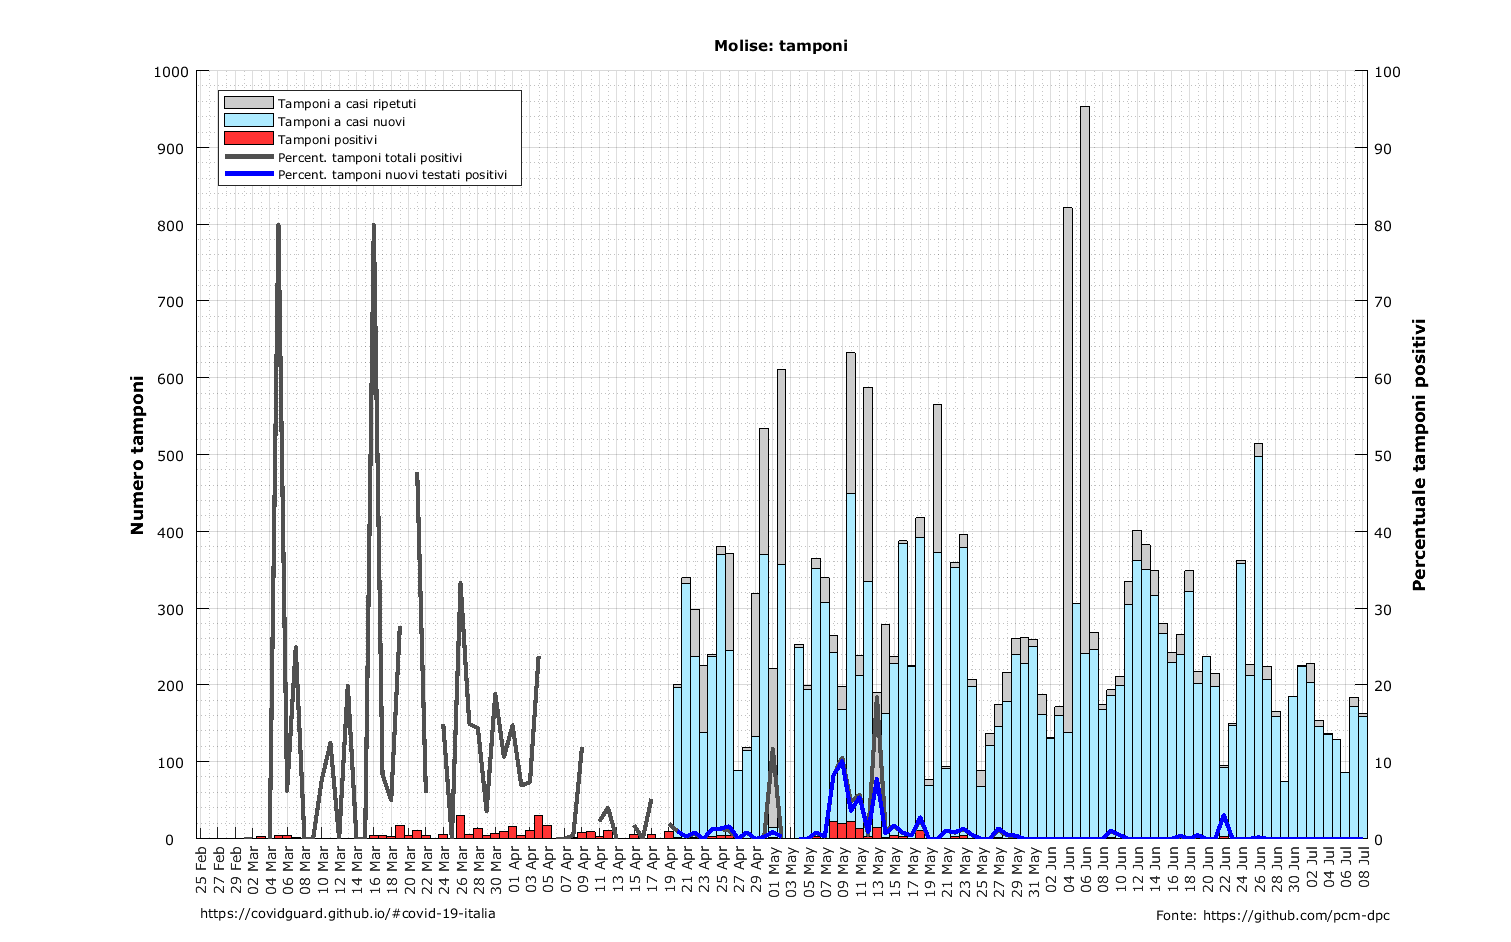 Molise: tamponi
1000
900
800
700
600
500
400
300
200
100
0
Numero tamponi
Tamponi a casi ripetuti
Tamponi a casi nuovi
Tamponi positivi
Percent. tamponi totali positivi
Percent. tamponi nuovi testati positivi
100
90
80
70
60
50
40
30
20
10
0
Percentuale tamponi positivi
25 Feb
27 Feb
29 Feb
02 Mar
04 Mar
06 Mar
08 Mar
10 Mar
12 Mar
14 Mar
16 Mar
18 Mar
20 Mar
22 Mar
24 Mar
26 Mar
28 Mar
30 Mar
01 Apr
03 Apr
05 Apr
07 Apr
09 Apr
11 Apr
13 Apr
15 Apr
17 Apr
19 Apr
21 Apr
23 Apr
25 Apr
27 Apr
29 Apr
01 May
03 May
05 May
07 May
09 May
11 May
13 May
15 May
17 May
19 May
21 May
23 May
25 May
27 May
29 May
31 May
02 Jun
04 Jun
06 Jun
08 Jun
10 Jun
12 Jun
14 Jun
16 Jun
18 Jun
20 Jun
22 Jun
24 Jun
26 Jun
28 Jun
30 Jun
02 Jul
04 Jul
06 Jul
08 Jul
https://covidguard.github.io/#covid-19-italia
Fonte: https://github.com/pcm-dpc